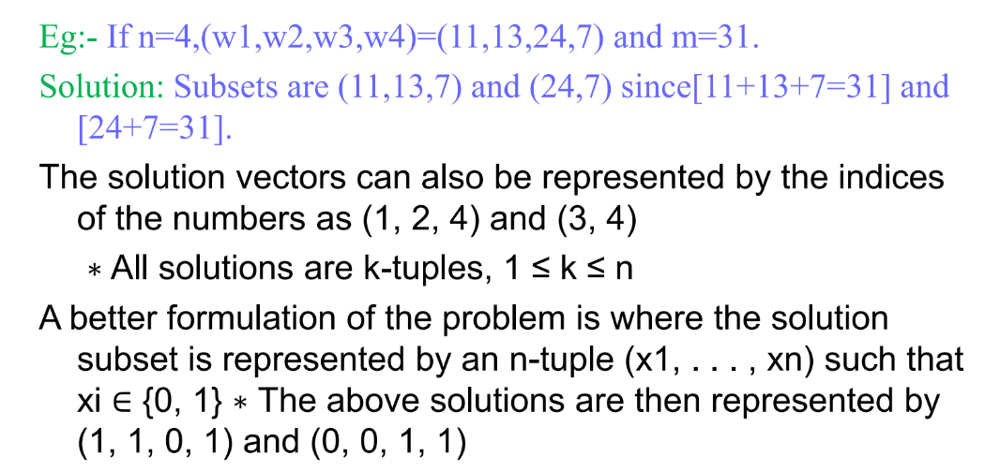 Eg:- If n=4,(w1,w2,w3,w4)=(11,13,24,7) and m=31.
Solution: Subsets are (11,13,7) and (24,7) since[11+13+7=31] and
[24+7=31].
The solution vectors can also be represented by the indices
of the numbers as (1, 2, 4) and (3, 4)
∗ All solutions are k-tuples, 1 ≤ k ≤ n
A better formulation of the problem is where the solution
subset is represented by an n-tuple (x1, . . . , xn) such that
xi ∈ {0, 1} ∗ The above solutions are then represented by
(1, 1, 0, 1) and (0, 0, 1, 1)